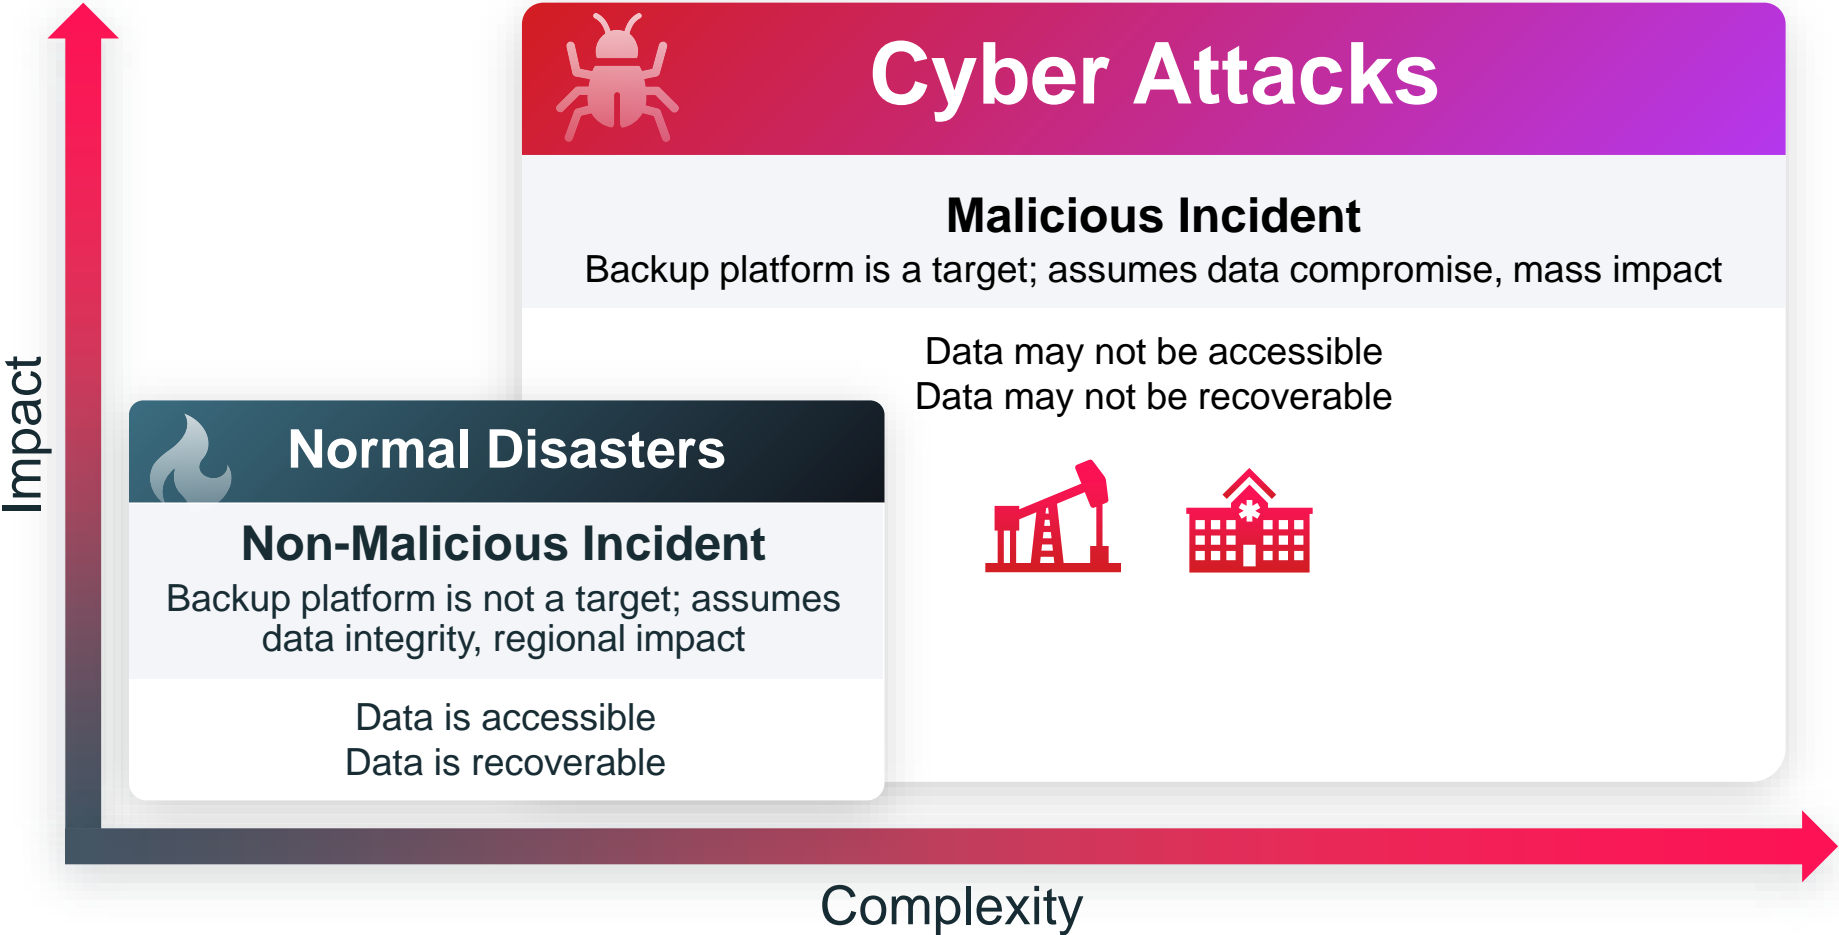 Cyber Attacks
Malicious Incident
Backup platform is a target; assumes data compromise, mass impact
Data may not be accessible
Data may not be recoverable
Normal Disasters
Non-Malicious Incident
Backup platform is not a target; assumes
data integrity, regional impact
Data is accessible
Data is recoverable
Impact
Complexity